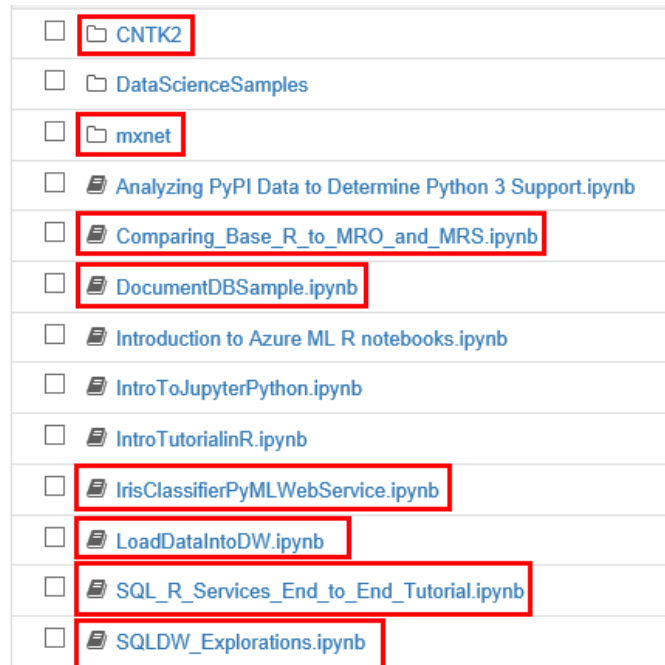 CNTK2
DataScienceSamples
mxnet
Analyzing PyPI Data to Determine Python 3 Support.ipynb
Comparing_Base_R_to_MRO_and_MRS.ipynb
DocumentDBSample.ipynb
Introduction to Azure ML R notebooks.ipynb
IntroToJupyterPython.ipynb
IntroTutorialinR.ipynb
IrisClassifierPyMLWebService.ipynb
LoadDataIntoDW.ipynb
SQL_R_Services_End_to_End_Tutorial.ipynb
SQLDW_Explorations.ipynb